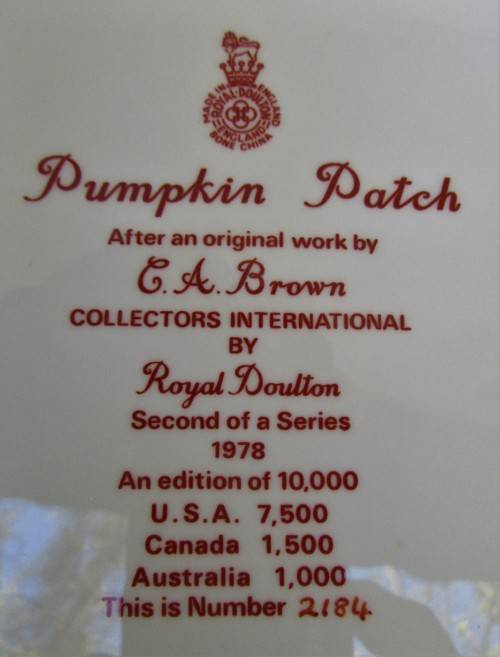 MADE IN ENGLAND
ROYAL·DOULTON
ENGLAND
BONE CHINA
Pumpkin Patch
After an original work by
C. A. Brown
COLLECTORS INTERNATIONAL
BY
Royal Doulton
Second of a Series
1978
An edition of 10,000
U.S.A. 7,500
Canada 1,500
Australia 1,000
This is Number 2184